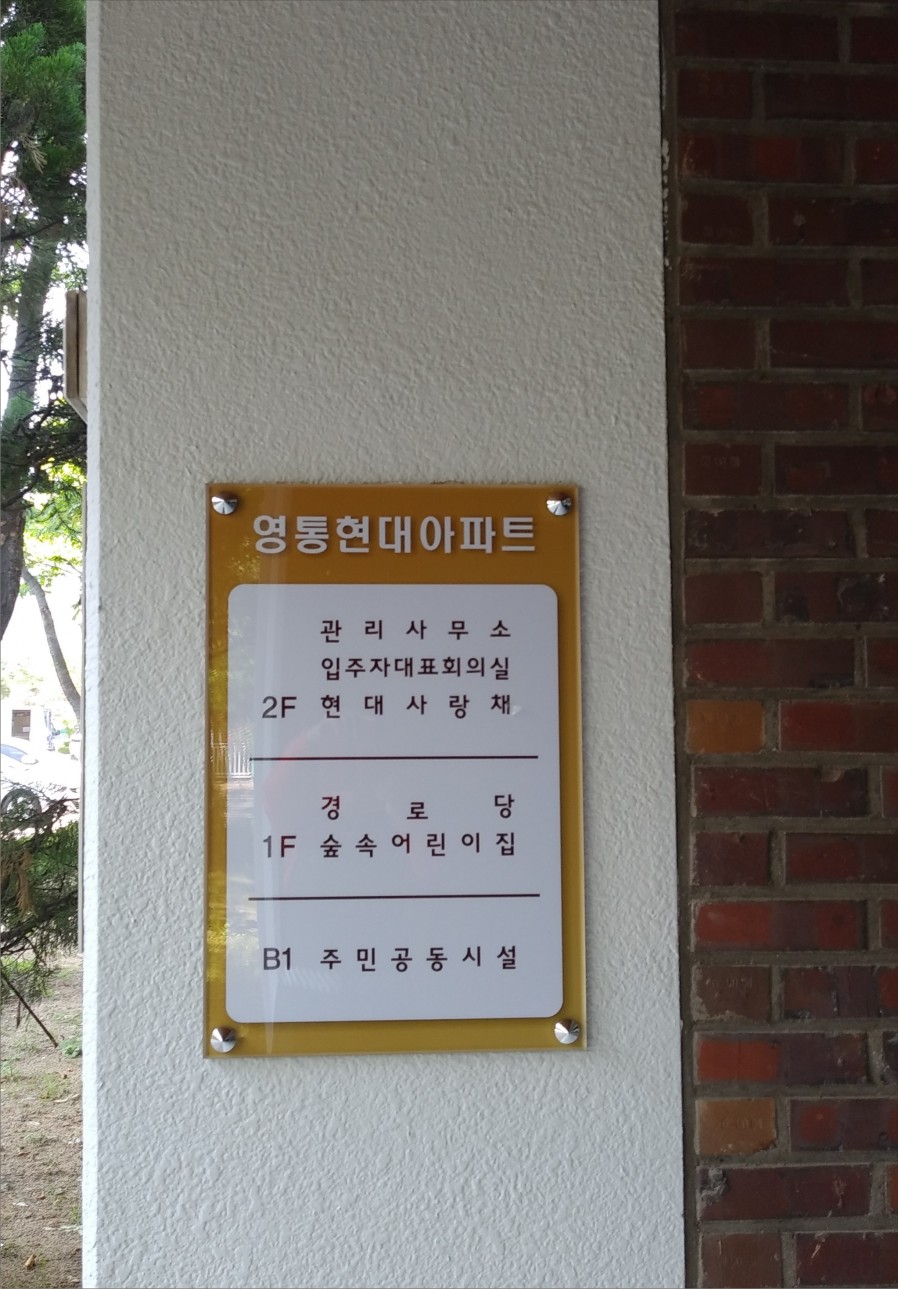 영통현대아파트
관 리 사 무 소
입주자대표회의실
2F 현 대 사 랑 채
경 로 당
1F 숲 속 어 린 이 집
B1 주 민 공 동 시 설